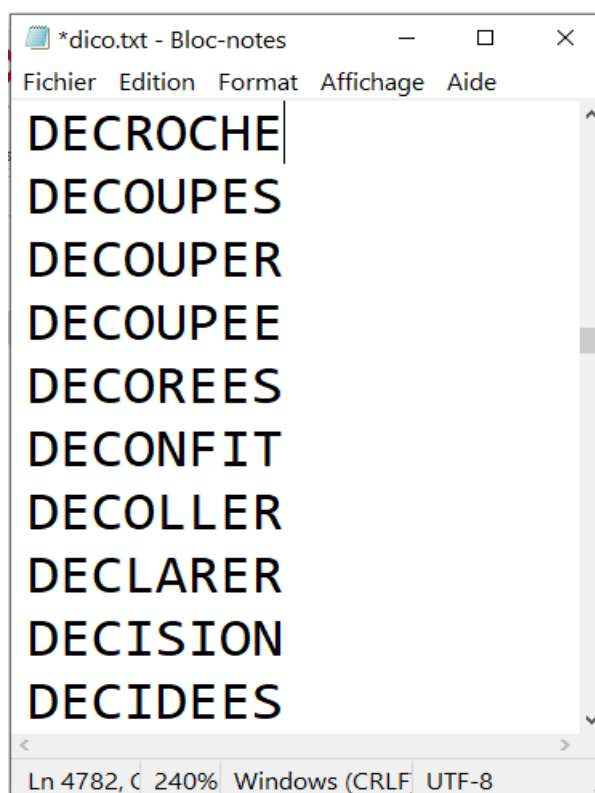 *dico.txt - Bloc-notes
Fichier Edition Format Affichage Aide
DECROCHE
DECOUPES
DECOUPER
DECOUPEE
DECOREES
DECONFIT
DECOLLER
DECLARER
DECISION
DECIDEES
Ln 4782, 240% Windows (CRLF UTF-8